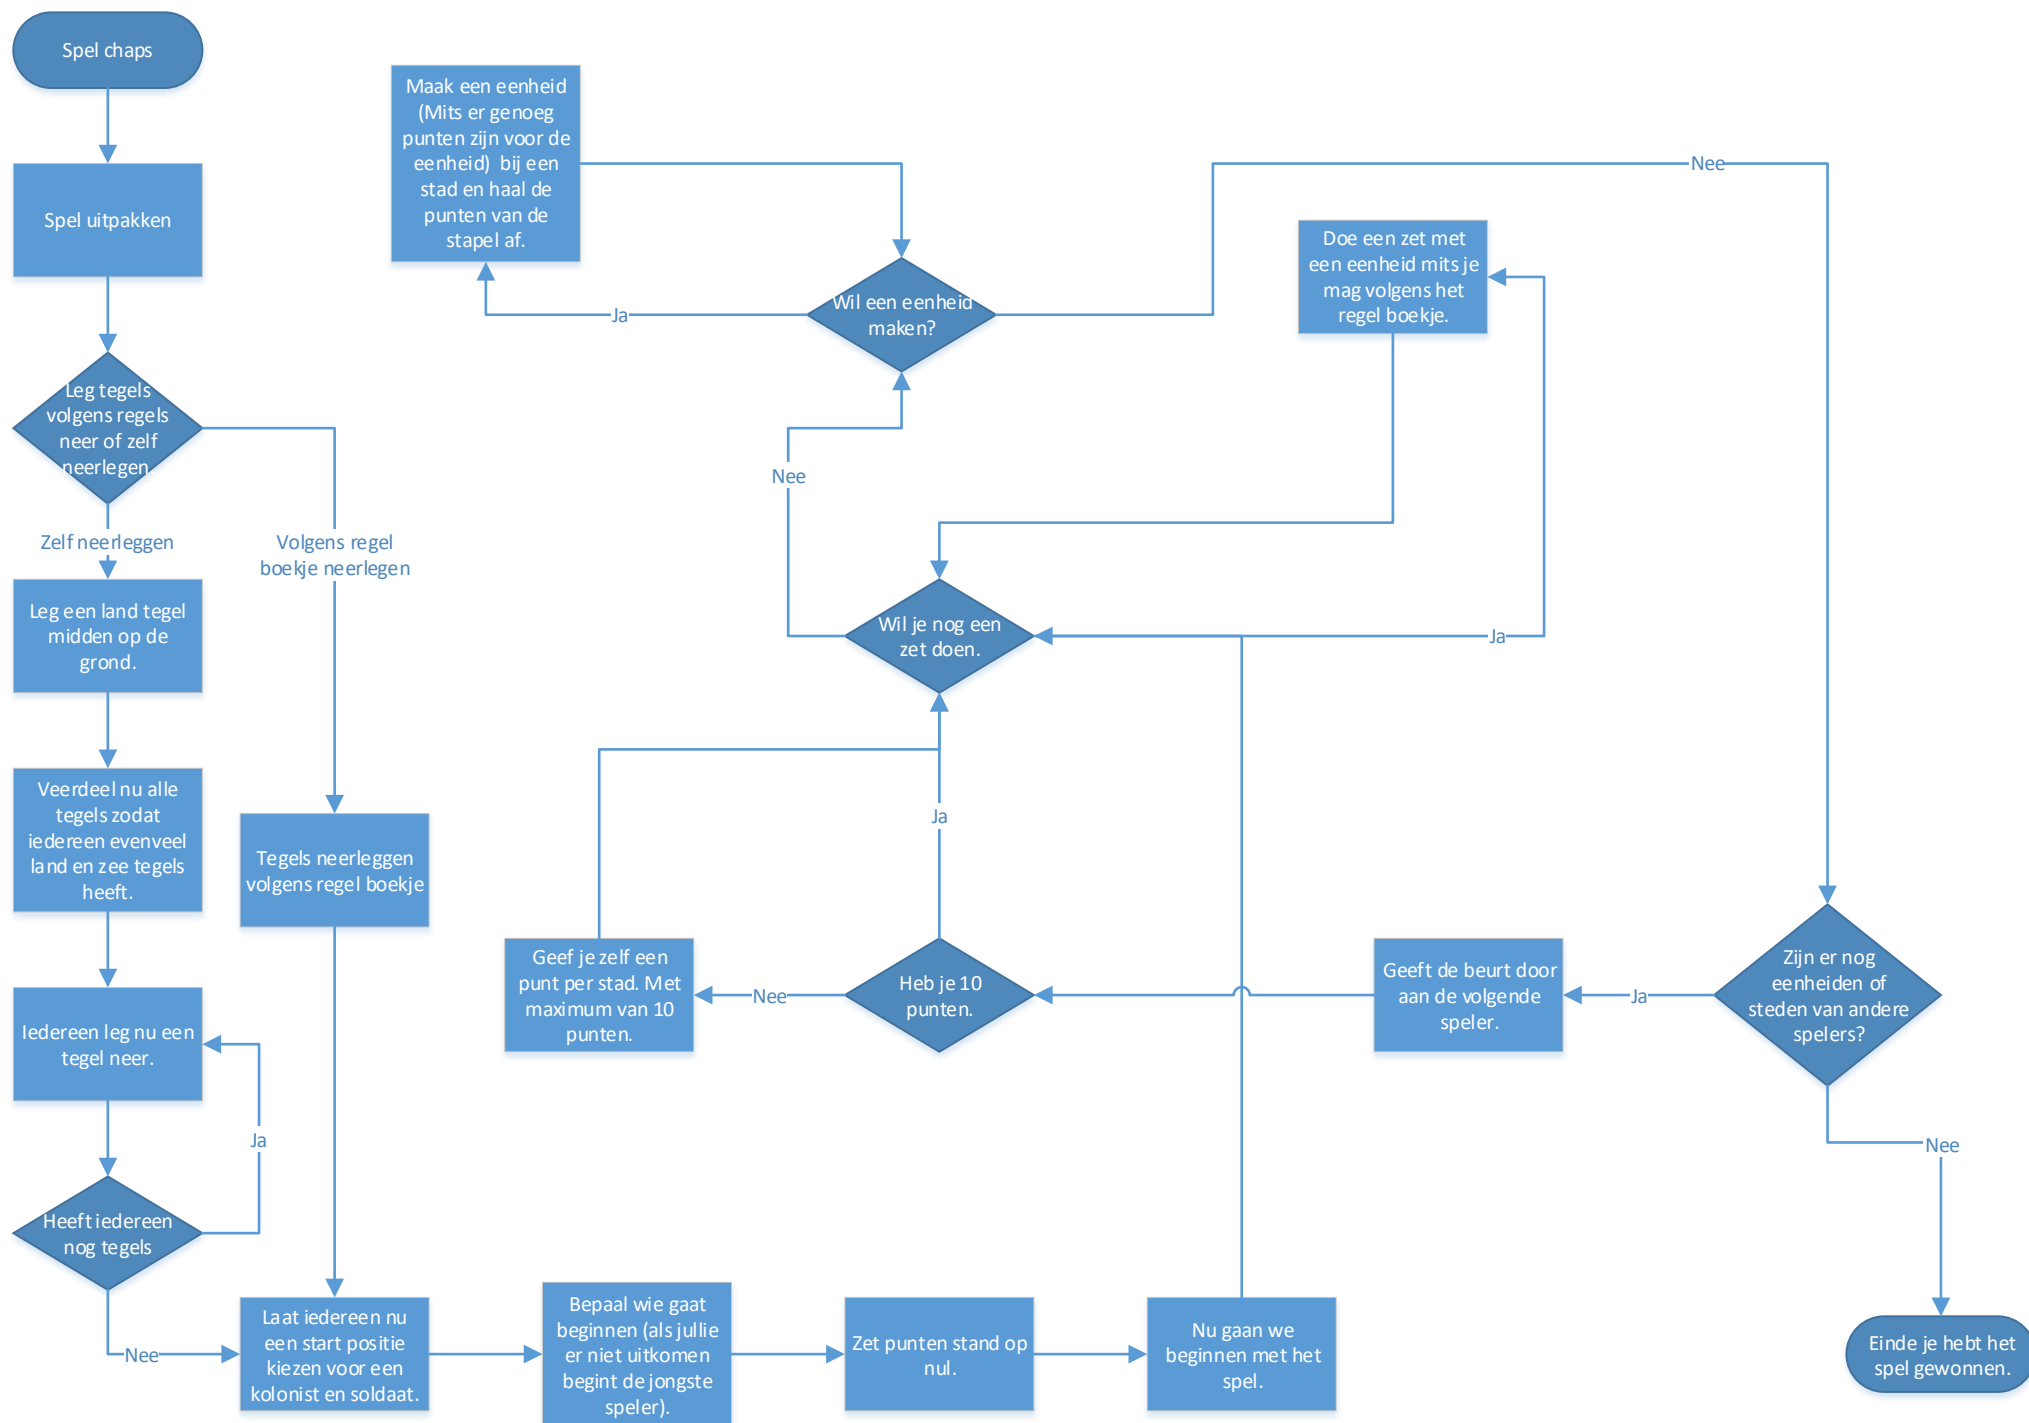 Spel chaps
Spel uitpakken
Leg tegels
volgens regels
neer of zelf
neerlegen
Zelf neerleggen
Volgens regel
boekje neerlegen
Leg een land tegel
midden op de
grond.
Veerdeel nu alle
tegels zodat
iedereen evenveel
land en zee tegels
heeft.
Tegels neerleggen
volgens regel boekje
Iedereen leg nu een
tegel neer.
Ja
Heeft iedereen
nog tegels
Nee
Laat iedereen nu
een start positie
kiezen voor een
kolonist en soldaat.
Bepaal wie gaat
beginnen (als jullie
er niet uitkomen
begint de jongste
speler).
Zet punten stand op
nul.
Nu gaan we
beginnen met het
spel.
Maak een eenheid
(Mits er genoeg
punten zijn voor de
eenheid)  bij een
stad en haal de
punten van de
stapel af.
Ja
Wil een eenheid
maken?
Nee
Doe een zet met
een eenheid mits je
mag volgens het
regel boekje.
Nee
Wil je nog een
zet doen.
Ja
Ja
Geef je zelf een
punt per stad. Met
maximum van 10
punten.
Nee
Heb je 10
punten.
Geeft de beurt door
aan de volgende
speler.
Ja
Zijn er nog
eenheiden of
steden van andere
spelers?
Nee
Einde je hebt het
spel gewonnen.